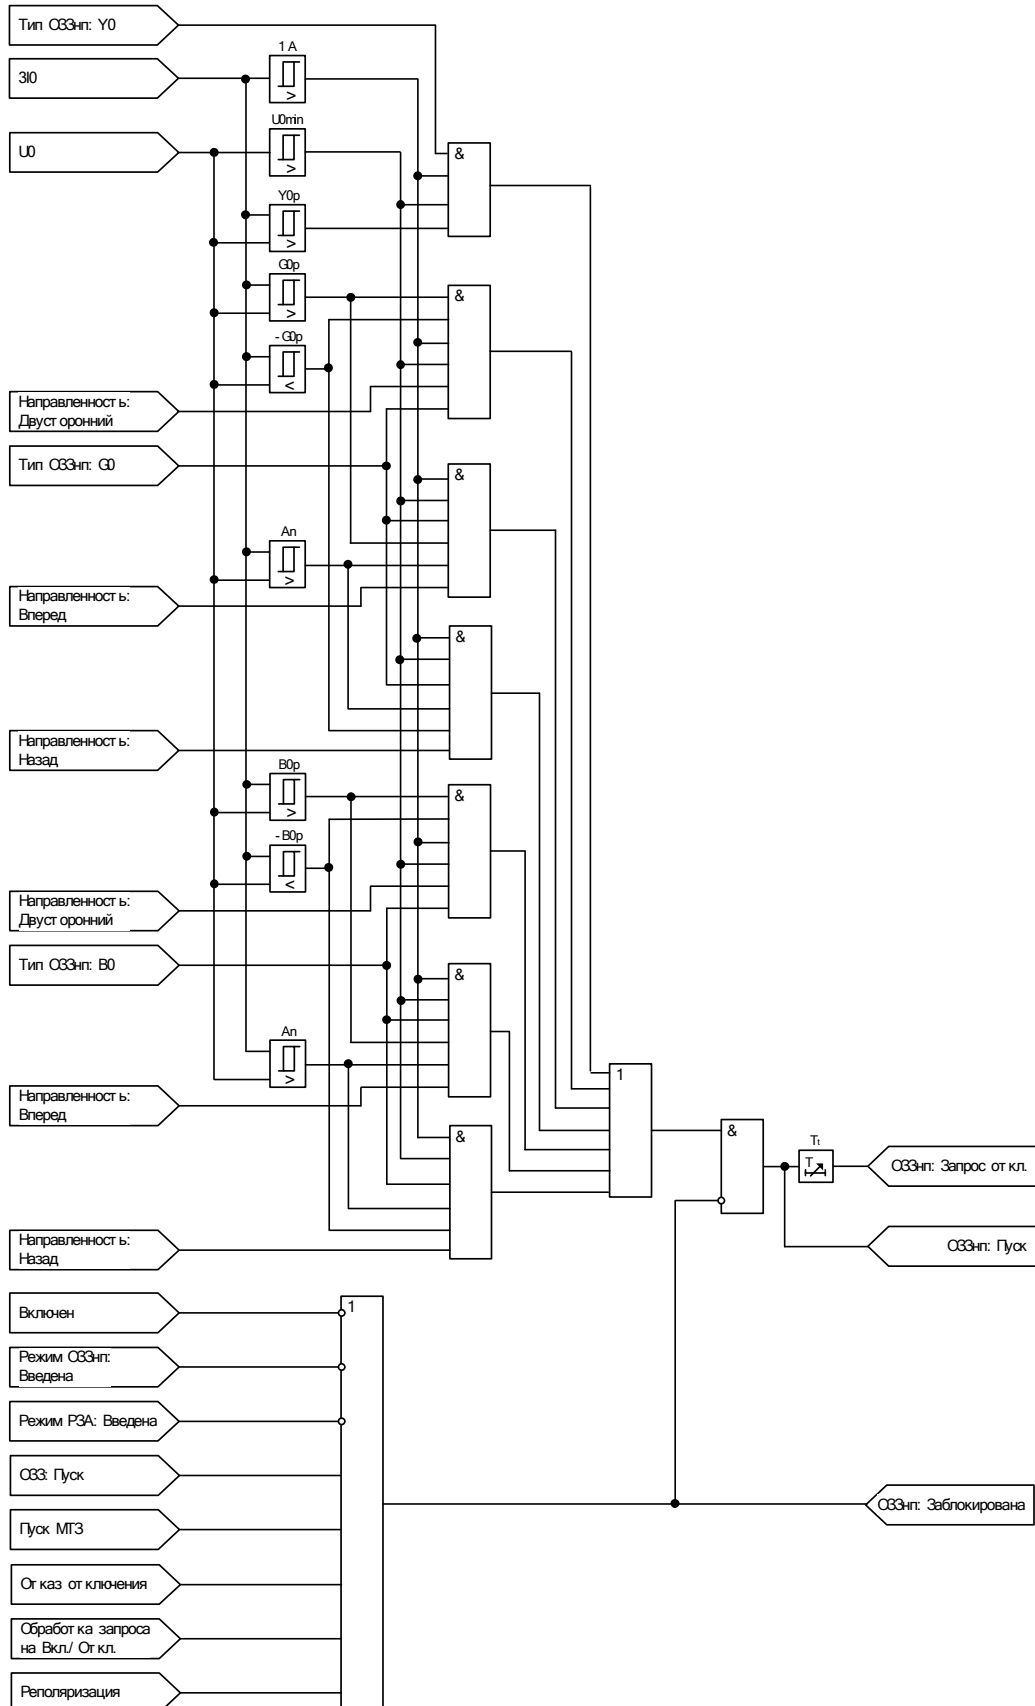 Тип ОЗЗнп: Y0
1 А
3I0
U0min
U0
&
>
Y0p
>
>
G0p
>
&
-G0p
<
Направленность:
Двусторонний
Тип ОЗЗнп: G0
&
An
>
Направленность:
Вперед
&
Направленность:
Назад
B0p
>
&
-B0p
<
Направленность:
Двусторонний
Тип ОЗЗнп: B0
&
An
>
Направленность:
Вперед
1
&
&
Tt
T
ОЗЗнп: Запрос откл.
ОЗЗнп: Пуск
Направленность:
Назад
Включен
1
Режим ОЗЗнп:
Введена
Режим РЗА: Введена
ОЗЗ: Пуск
ОЗЗнп: Заблокирована
Пуск МТЗ
Отказ отключения
Обработка запроса
на Вкл./ Откл.
Реполяризация